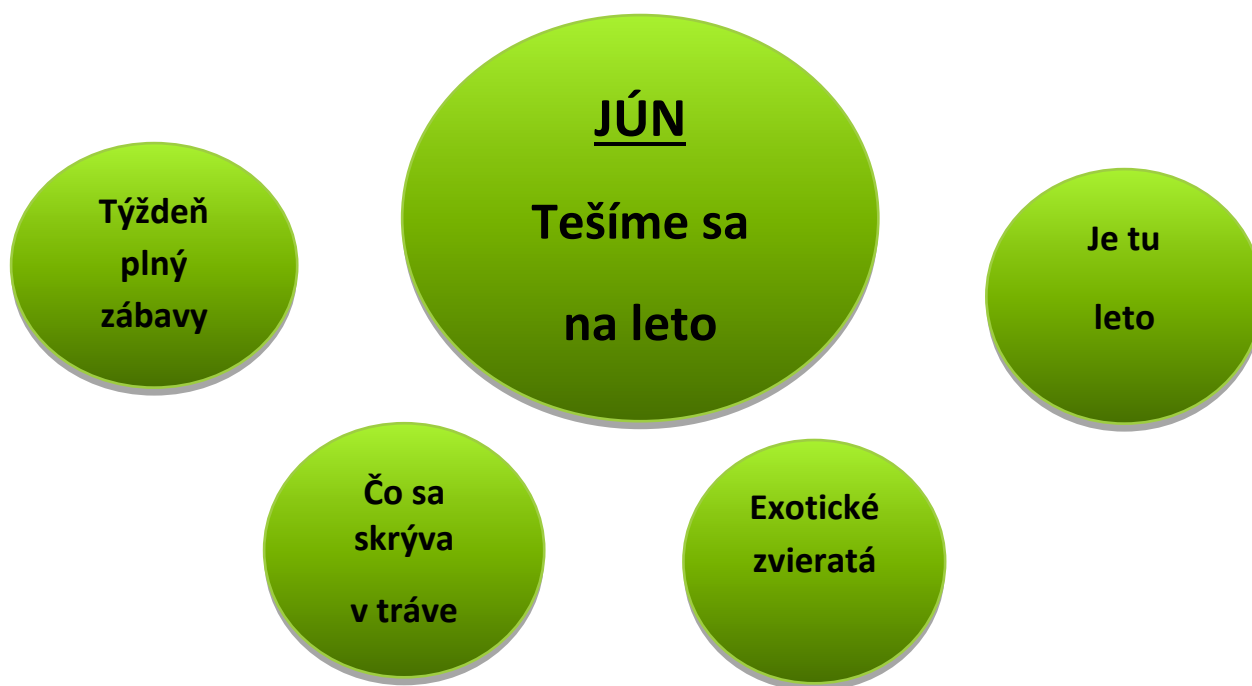 JÚN
Tešíme sa
na leto
Týždeň
plný
zábavy
Je tu
leto
Čo sa
skrýva
v tráve
Exotické
zvieratá